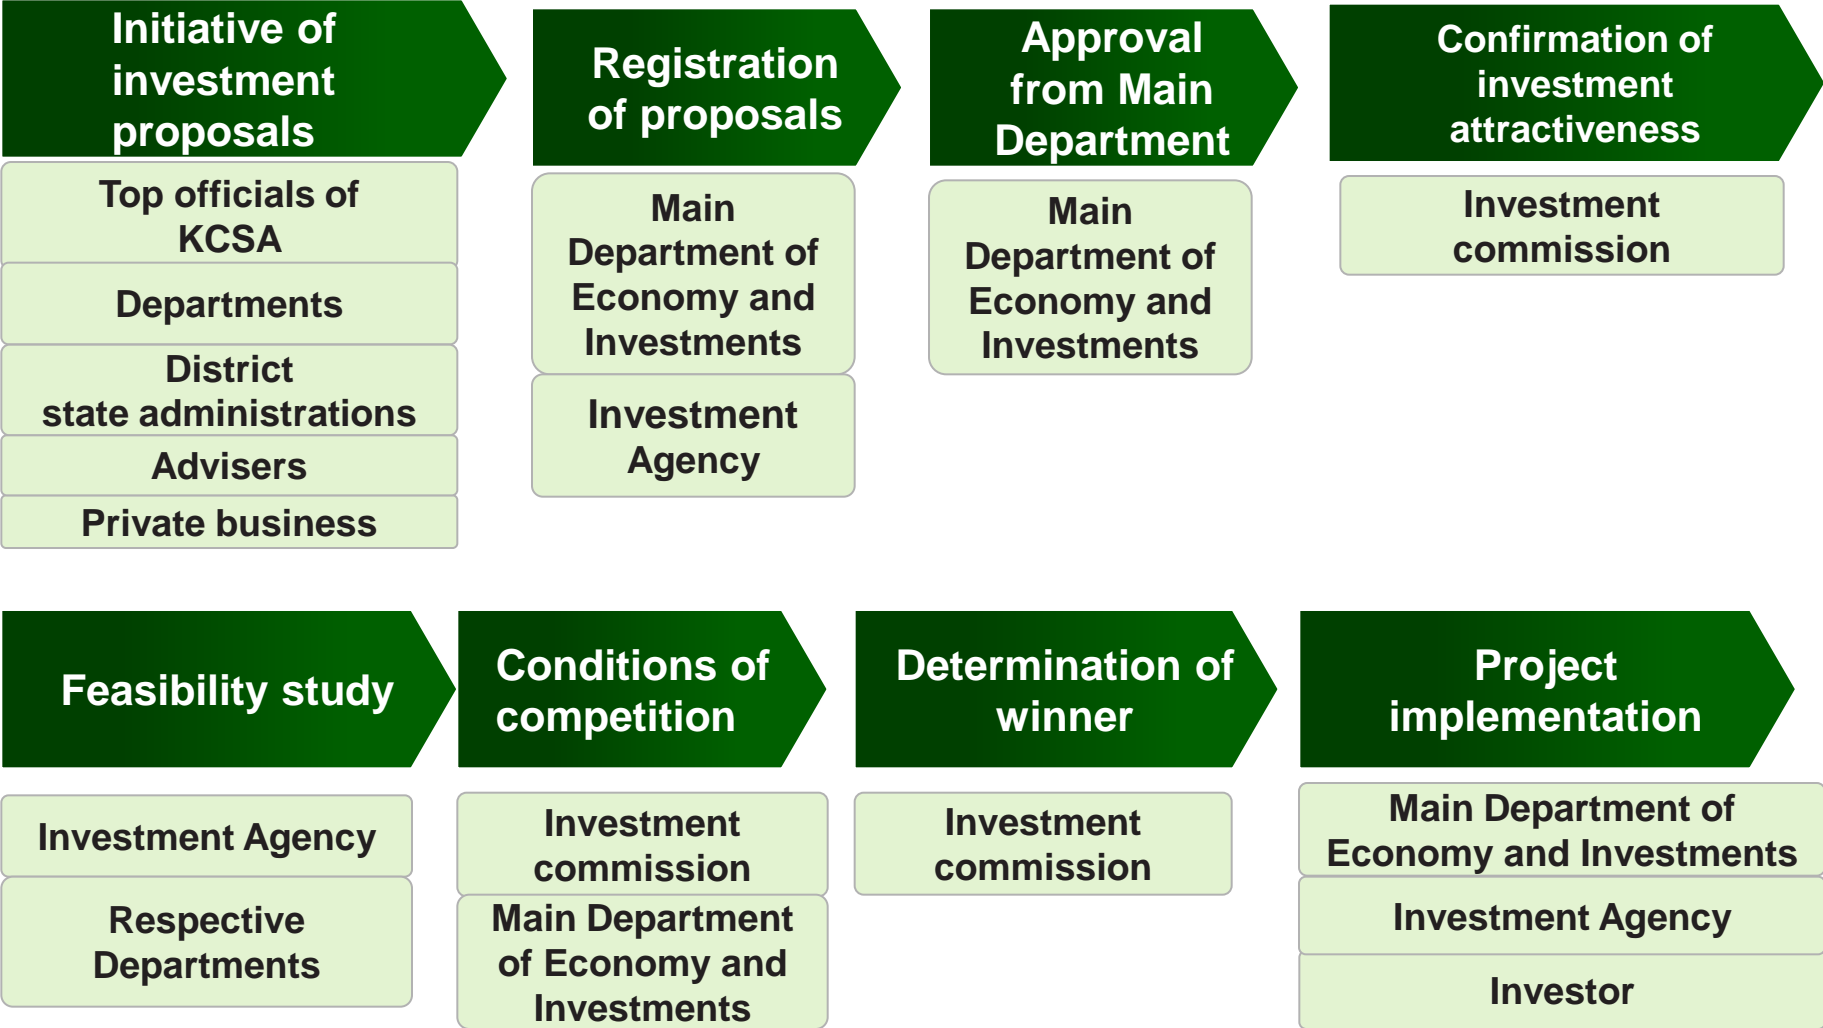 Initiative of
investment
proposals
Top officials of
KCSA
Departments
District
state administrations
Advisers
Private business
Registration
of proposals
Main
Department of
Economy and
Investments
Investment
Agency
Approval
from Main
Department
Main
Department of
Economy and
Investments
Confirmation of
investment
attractiveness
Investment
commission
Feasibility study
Investment Agency
Respective
Departments
Conditions of
competition
Investment
commission
Main Department
of Economy and
Investments
Determination of
winner
Investment
commission
Project
implementation
Main Department of
Economy and Investments
Investment Agency
Investor